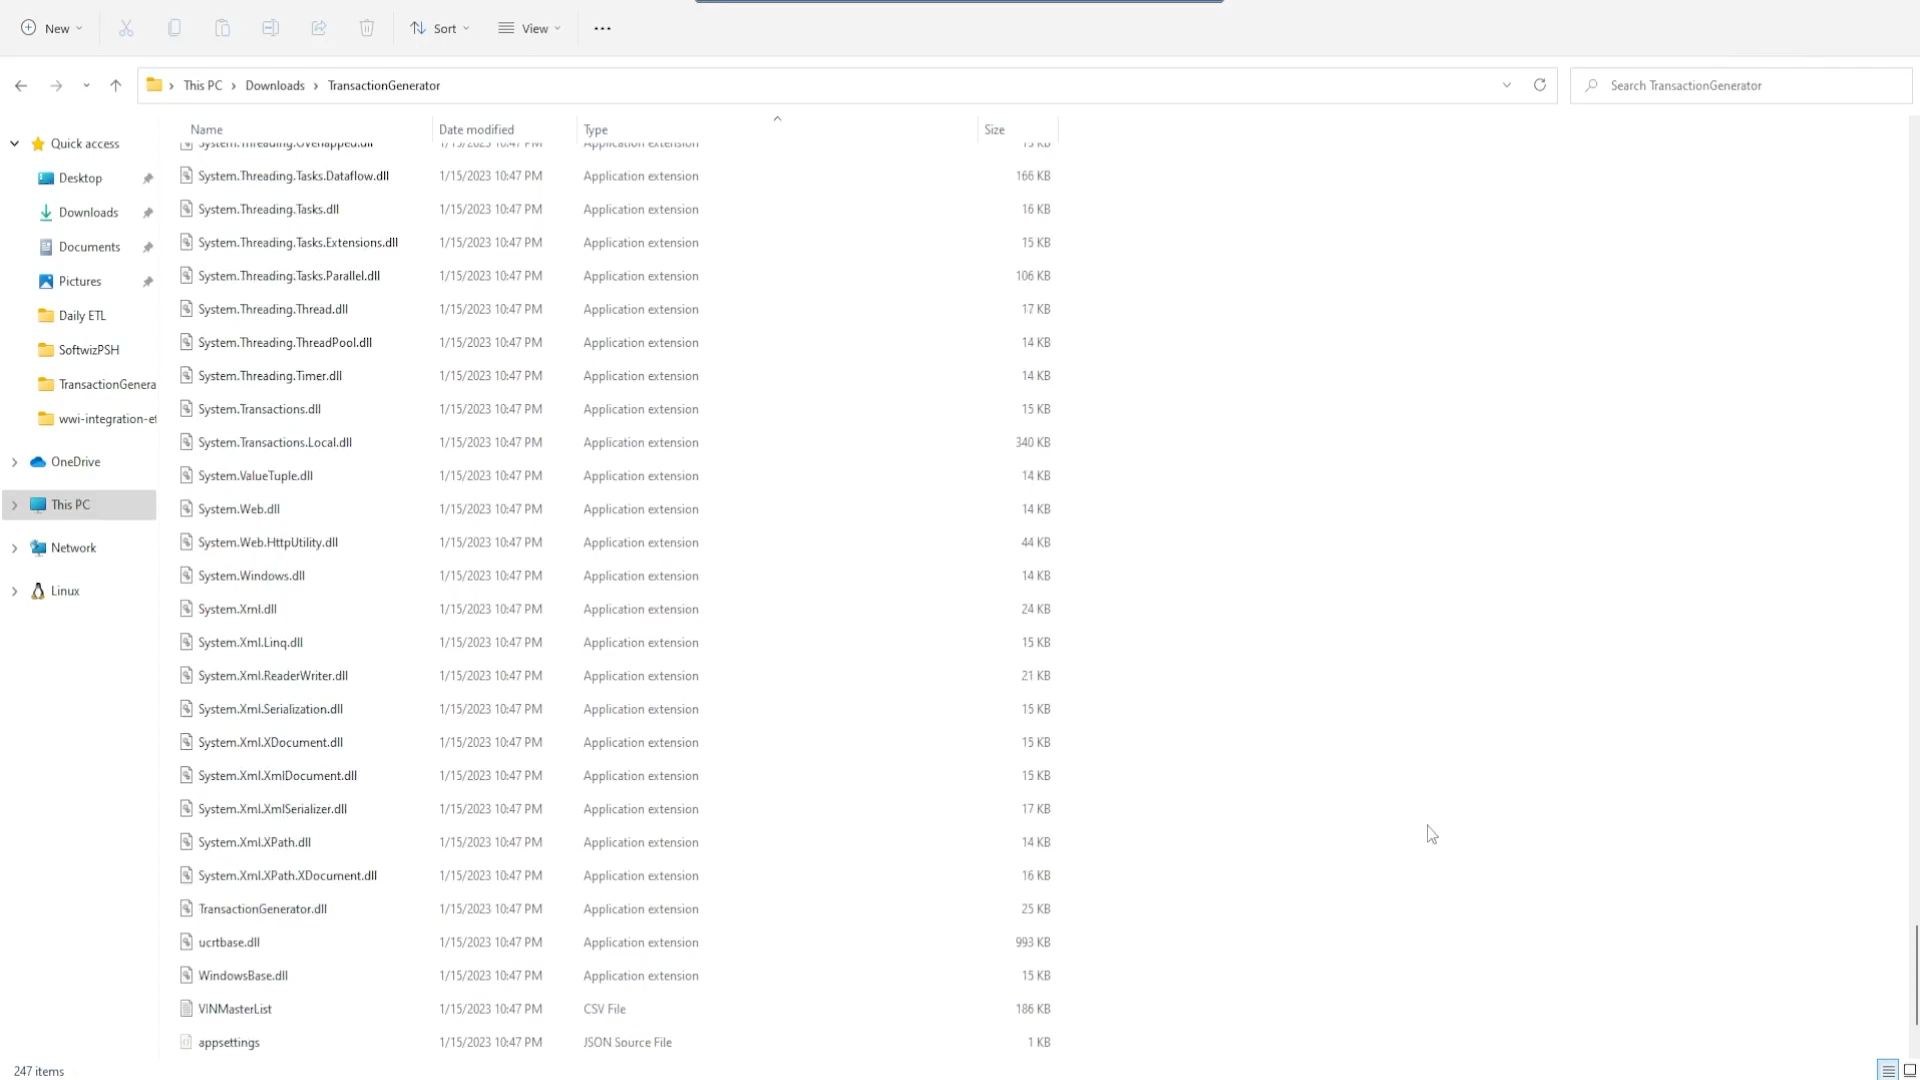 New
Sort
View
This PC > Downloads > TransactionGenerator
Search TransactionGenerator
Name Date modified Type Size
Quick access
Desktop
Downloads
Documents
Pictures
Daily ETL
SoftwizPSH
TransactionGenera
wwi-integration-et
OneDrive
This PC
Network
Linux
System.Threading.Overlapped.dll 1/15/2023 10:47 PM Application extension 15 KB
System.Threading.Tasks.Dataflow.dll 1/15/2023 10:47 PM Application extension 166 KB
System.Threading.Tasks.dll 1/15/2023 10:47 PM Application extension 16 KB
System.Threading.Tasks.Extensions.dll 1/15/2023 10:47 PM Application extension 15 KB
System.Threading.Tasks.Parallel.dll 1/15/2023 10:47 PM Application extension 106 KB
System.Threading.Thread.dll 1/15/2023 10:47 PM Application extension 17 KB
System.Threading.ThreadPool.dll 1/15/2023 10:47 PM Application extension 14 KB
System.Threading.Timer.dll 1/15/2023 10:47 PM Application extension 14 KB
System.Transactions.dll 1/15/2023 10:47 PM Application extension 15 KB
System.Transactions.Local.dll 1/15/2023 10:47 PM Application extension 340 KB
System.ValueTuple.dll 1/15/2023 10:47 PM Application extension 14 KB
System.Web.dll 1/15/2023 10:47 PM Application extension 14 KB
System.Web.HttpUtility.dll 1/15/2023 10:47 PM Application extension 44 KB
System.Windows.dll 1/15/2023 10:47 PM Application extension 14 KB
System.Xml.dll 1/15/2023 10:47 PM Application extension 24 KB
System.Xml.Linq.dll 1/15/2023 10:47 PM Application extension 15 KB
System.Xml.ReaderWriter.dll 1/15/2023 10:47 PM Application extension 21 KB
System.Xml.Serialization.dll 1/15/2023 10:47 PM Application extension 15 KB
System.Xml.XDocument.dll 1/15/2023 10:47 PM Application extension 15 KB
System.Xml.XmlDocument.dll 1/15/2023 10:47 PM Application extension 15 KB
System.Xml.XmlSerializer.dll 1/15/2023 10:47 PM Application extension 17 KB
System.Xml.XPath.dll 1/15/2023 10:47 PM Application extension 14 KB
System.Xml.XPath.XDocument.dll 1/15/2023 10:47 PM Application extension 16 KB
TransactionGenerator.dll 1/15/2023 10:47 PM Application extension 25 KB
ucrtbase.dll 1/15/2023 10:47 PM Application extension 993 KB
WindowsBase.dll 1/15/2023 10:47 PM Application extension 15 KB
VINMasterList 1/15/2023 10:47 PM CSV File 186 KB
appsettings 1/15/2023 10:47 PM JSON Source File 1 KB
247 items